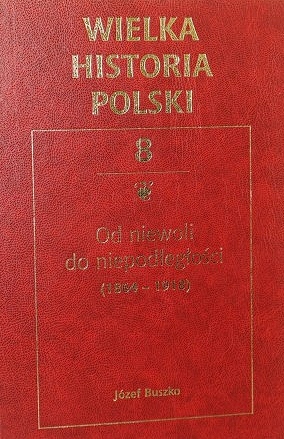 WIELKA
HISTORIA
POLSKI
8
Od niewoli
do niepodległości
(1864 – 1918)
Józef Buszko